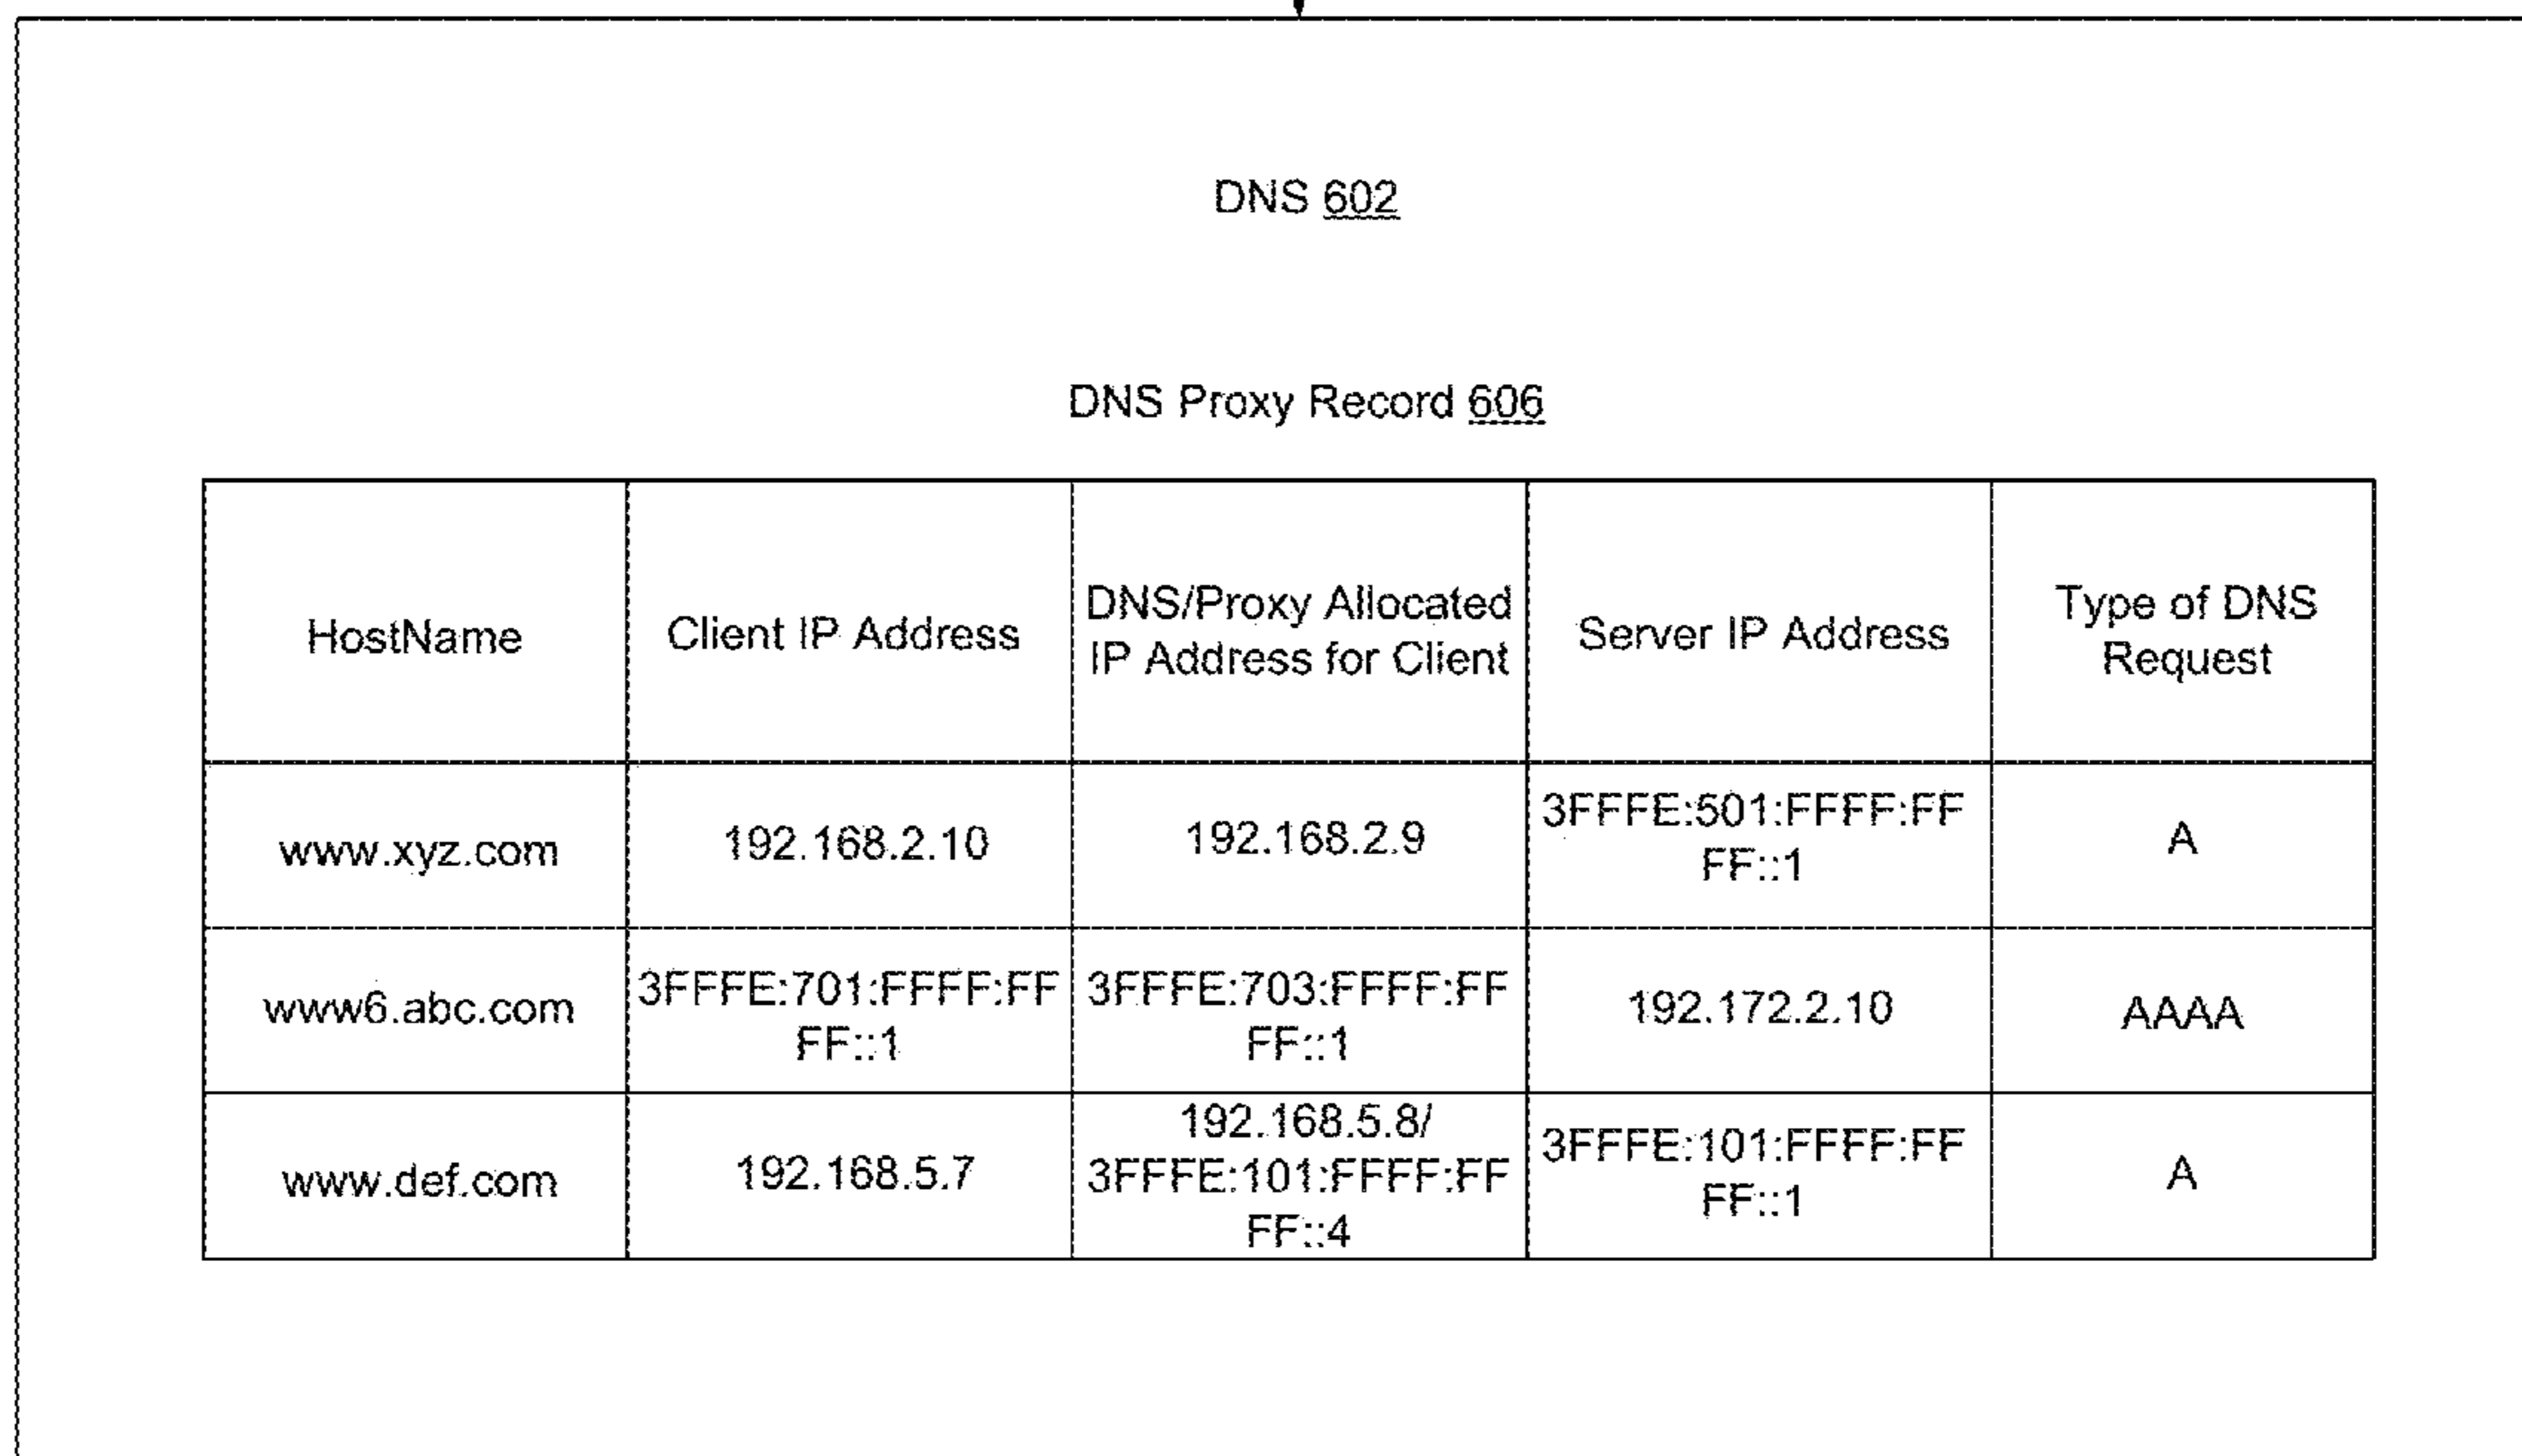 DNS 602
DNS Proxy Record 606
HostName
Client IP Address
DNS/Proxy Allocated
IP Address for Client
Server IP Address
Type of DNS
Request
www.xyz.com
192.168.2.10
192.168.2.9
3FFFE:501:FFFF:FF
FF::1
A
www6.abc.com
3FFFE:701:FFFF:FF
FF::1
3FFFE:703:FFFF:FF
FF::1
192.172.2.10
AAAA
www.def.com
192.168.5.7
192.168.5.8/
3FFFE:101:FFFF:FF
FF::4
3FFFE:101:FFFF:FF
FF::1
A